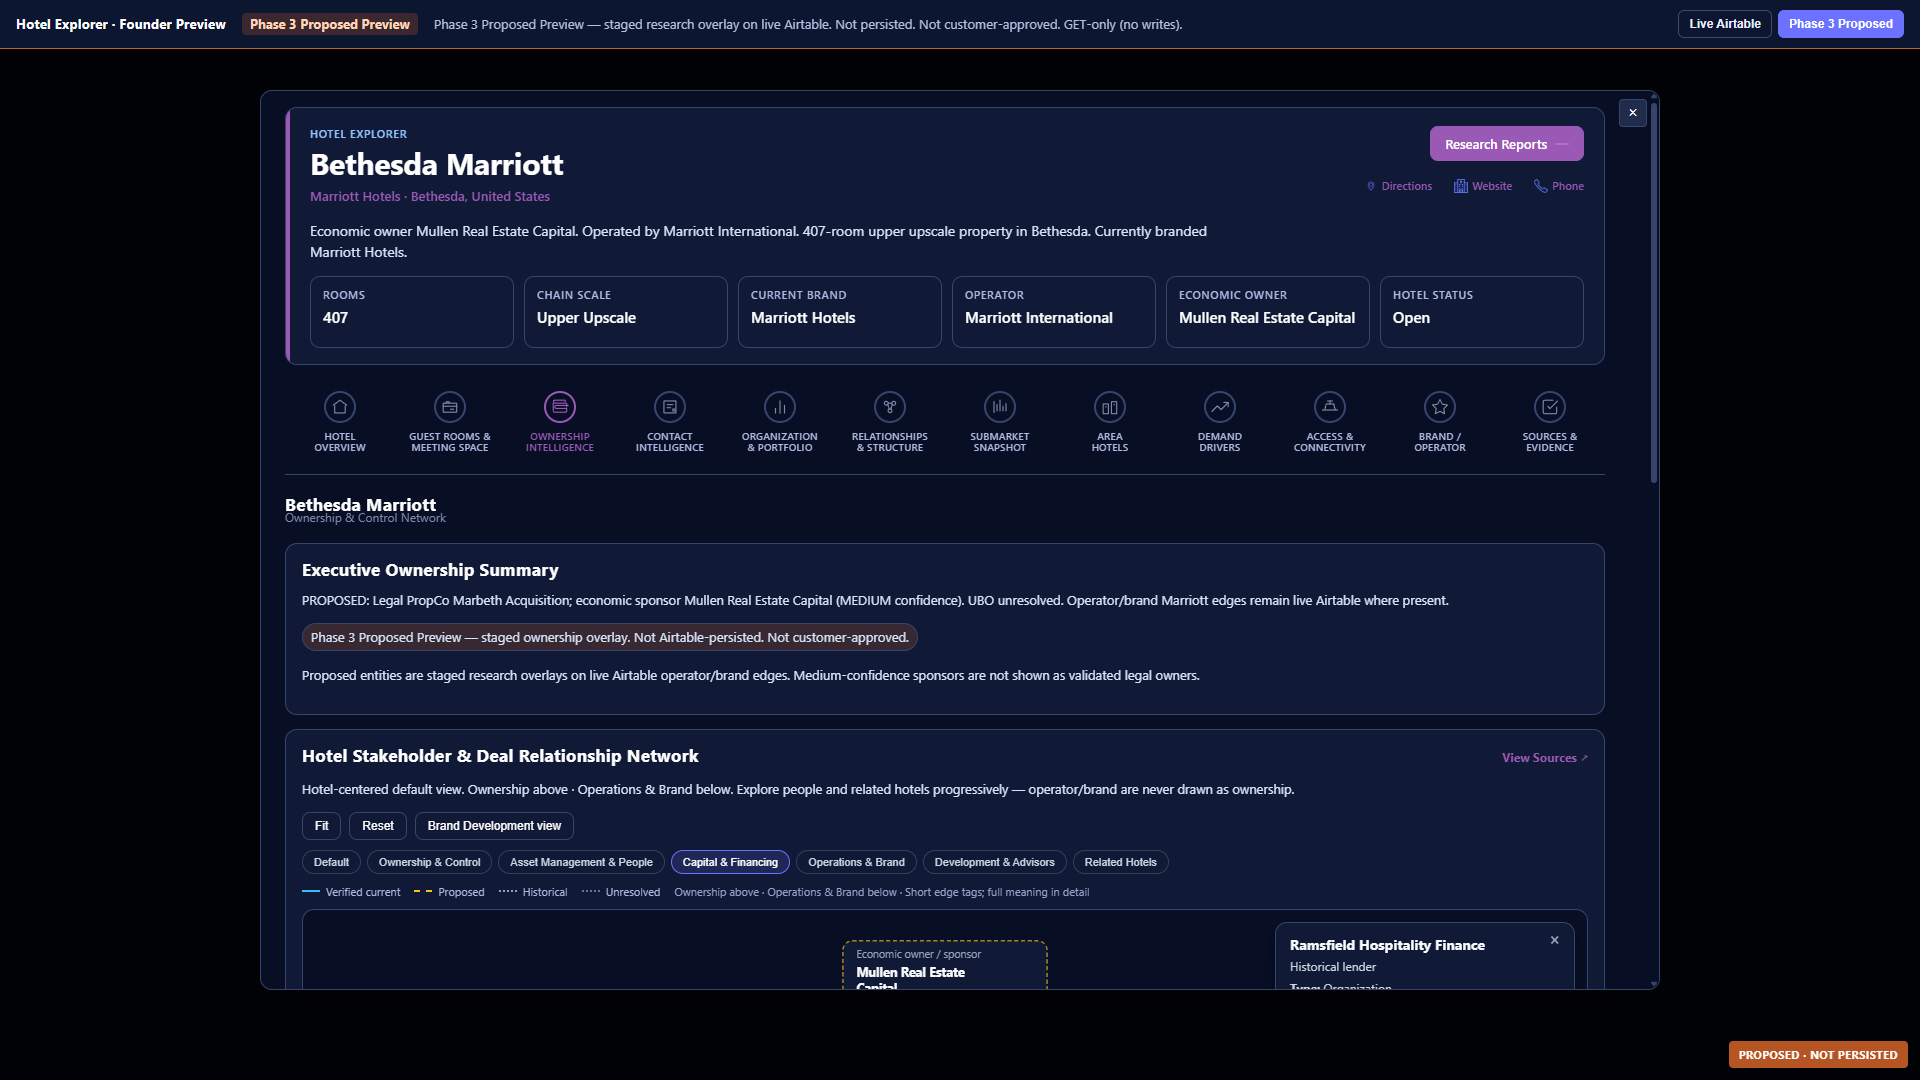 Hotel Explorer · Founder Preview
Phase 3 Proposed Preview
Phase 3 Proposed Preview — staged research overlay on live Airtable. Not persisted. Not customer-approved. GET-only (no writes).
Live Airtable
Phase 3 Proposed
HOTEL EXPLORER
Bethesda Marriott
Marriott Hotels · Bethesda, United States
Research Reports —
Directions
Website
Phone
Economic owner Mullen Real Estate Capital. Operated by Marriott International. 407-room upper upscale property in Bethesda. Currently branded
Marriott Hotels.
ROOMS
407
CHAIN SCALE
Upper Upscale
CURRENT BRAND
Marriott Hotels
OPERATOR
Marriott International
ECONOMIC OWNER
Mullen Real Estate Capital
HOTEL STATUS
Open
HOTEL
OVERVIEW
GUEST ROOMS &
MEETING SPACE
OWNERSHIP
INTELLIGENCE
CONTACT
INTELLIGENCE
ORGANIZATION
& PORTFOLIO
RELATIONSHIPS
& STRUCTURE
SUBMARKET
SNAPSHOT
AREA
HOTELS
DEMAND
DRIVERS
ACCESS &
CONNECTIVITY
BRAND /
OPERATOR
SOURCES &
EVIDENCE
Bethesda Marriott
Ownership & Control Network
Executive Ownership Summary
PROPOSED: Legal PropCo Marbeth Acquisition; economic sponsor Mullen Real Estate Capital (MEDIUM confidence). UBO unresolved. Operator/brand Marriott edges remain live Airtable where present.
Phase 3 Proposed Preview — staged ownership overlay. Not Airtable-persisted. Not customer-approved.
Proposed entities are staged research overlays on live Airtable operator/brand edges. Medium-confidence sponsors are not shown as validated legal owners.
Hotel Stakeholder & Deal Relationship Network
View Sources ↗
Hotel-centered default view. Ownership above · Operations & Brand below. Explore people and related hotels progressively — operator/brand are never drawn as ownership.
Fit
Reset
Brand Development view
Default
Ownership & Control
Asset Management & People
Capital & Financing
Operations & Brand
Development & Advisors
Related Hotels
Verified current
Proposed
Historical
Unresolved
Ownership above · Operations & Brand below · Short edge tags; full meaning in detail
Economic owner / sponsor
Mullen Real Estate
Capital
Ramsfield Hospitality Finance
Historical lender
Type: Organization
PROPOSED · NOT PERSISTED